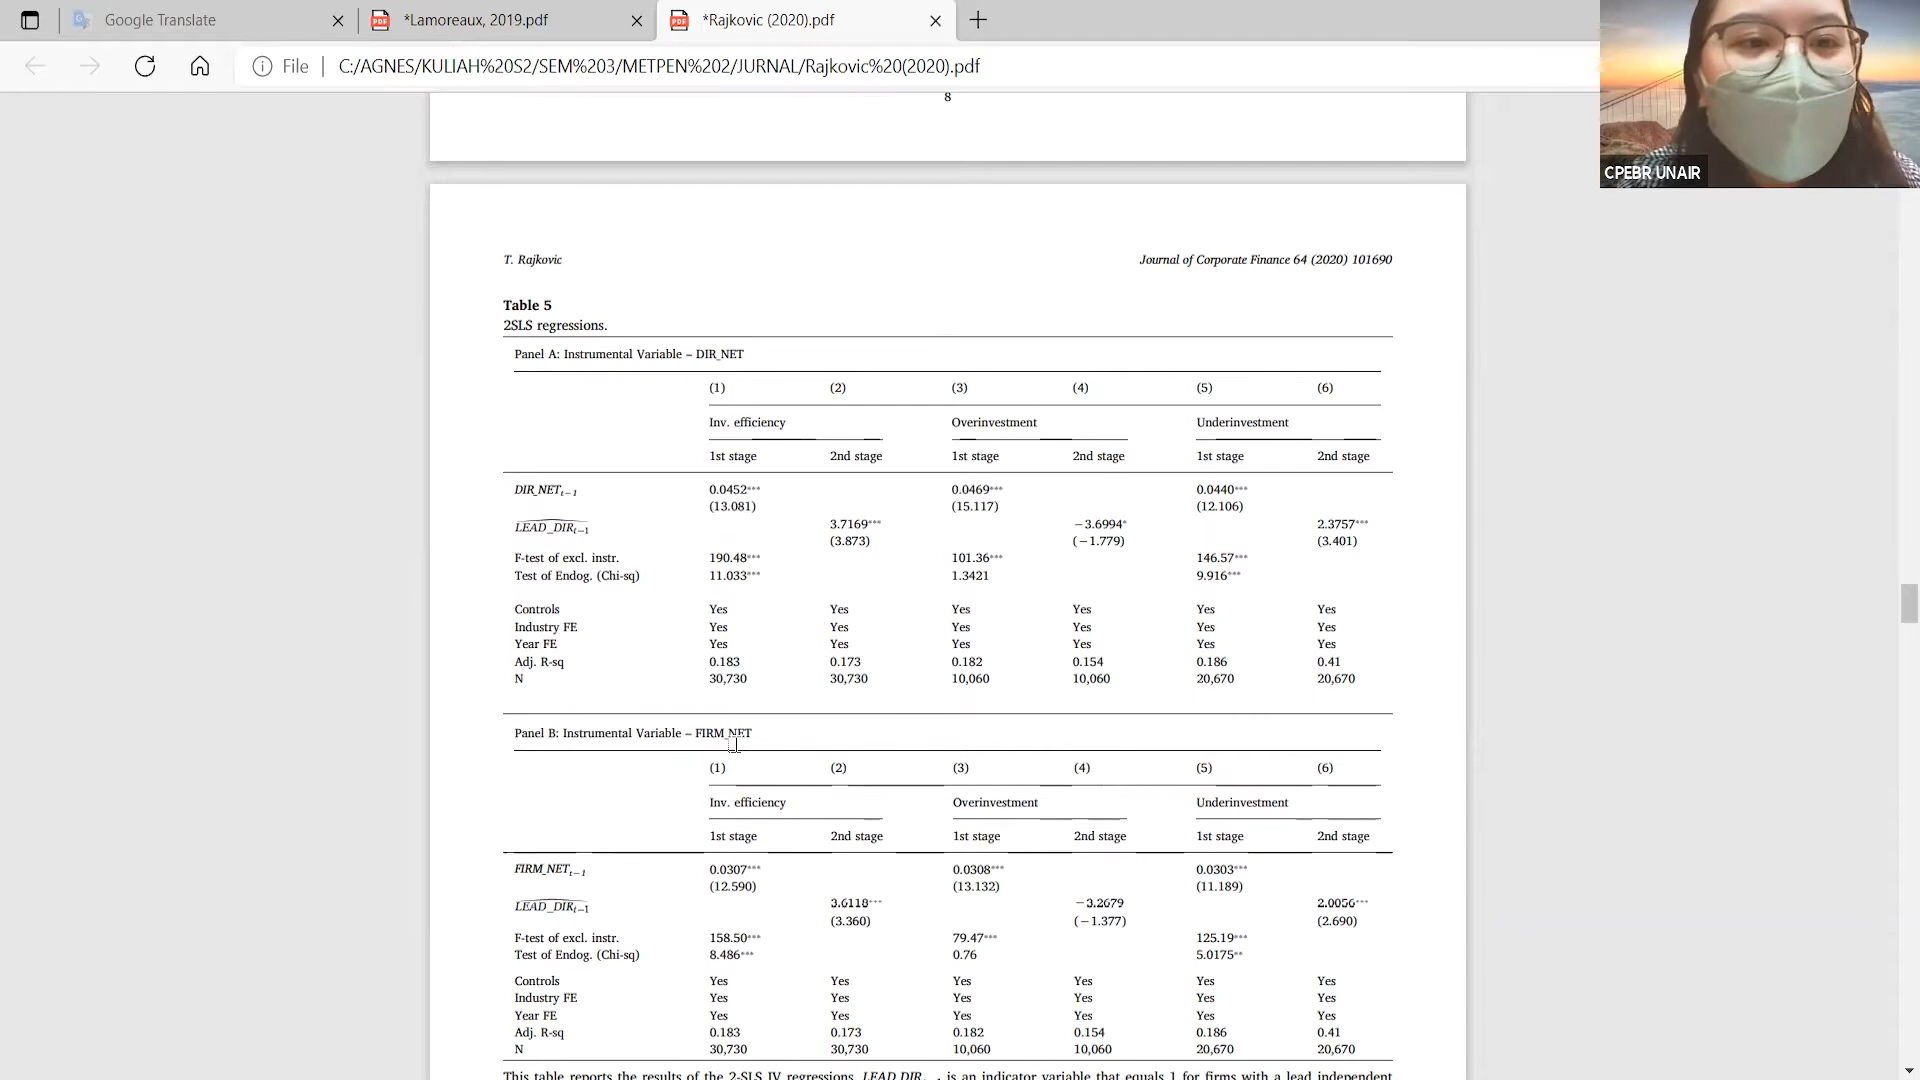 Google Translate
*Lamoreaux, 2019.pdf
*Rajkovic (2020).pdf
File
C:/AGNES/KULIAH%20S2/SEM%203/METPEN%202/JURNAL/Rajkovic%20(2020).pdf
CPEBR UNAIR
8
T. Rajkovic Journal of Corporate Finance 64 (2020) 101690
Table 5
2SLS regressions.
Panel A: Instrumental Variable – DIR_NET
(1) (2) (3) (4) (5) (6)
Inv. efficiency Overinvestment Underinvestment
1st stage 2nd stage 1st stage 2nd stage 1st stage 2nd stage
DIR_NETt−1 0.0452*** 0.0469*** 0.0440***
(13.081) (15.117) (12.106)
LEAD_DIRt−1 3.7169*** −3.6994* 2.3757***
(3.873) (−1.779) (3.401)
F-test of excl. instr. 190.48*** 101.36*** 146.57***
Test of Endog. (Chi-sq) 11.033*** 1.3421 9.916***
Controls Yes Yes Yes Yes Yes Yes
Industry FE Yes Yes Yes Yes Yes Yes
Year FE Yes Yes Yes Yes Yes Yes
Adj. R-sq 0.183 0.173 0.182 0.154 0.186 0.41
N 30,730 30,730 10,060 10,060 20,670 20,670
Panel B: Instrumental Variable – FIRM_NET
(1) (2) (3) (4) (5) (6)
Inv. efficiency Overinvestment Underinvestment
1st stage 2nd stage 1st stage 2nd stage 1st stage 2nd stage
FIRM_NETt−1 0.0307*** 0.0308*** 0.0303***
(12.590) (13.132) (11.189)
LEAD_DIRt−1 3.6118*** −3.2679 2.0056***
(3.360) (−1.377) (2.690)
F-test of excl. instr. 158.50*** 79.47*** 125.19***
Test of Endog. (Chi-sq) 8.486*** 0.76 5.0175**
Controls Yes Yes Yes Yes Yes Yes
Industry FE Yes Yes Yes Yes Yes Yes
Year FE Yes Yes Yes Yes Yes Yes
Adj. R-sq 0.183 0.173 0.182 0.154 0.186 0.41
N 30,730 30,730 10,060 10,060 20,670 20,670
This table reports the results of the 2-SLS IV regressions. LEAD_DIR is an indicator variable that equals 1 for firms with a lead independent